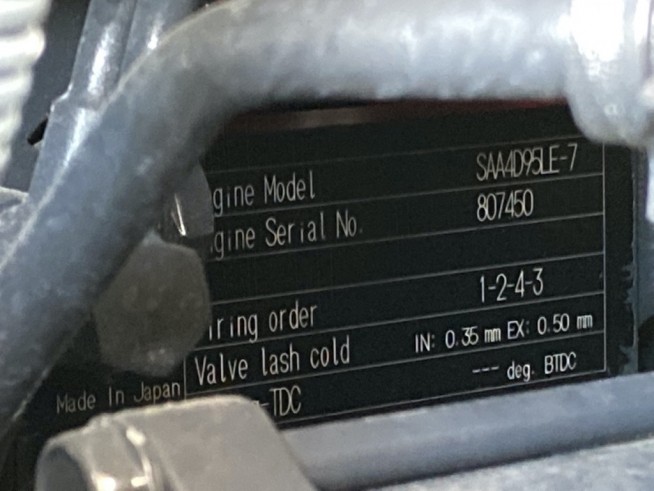 gine Model SAA4D95LE-7
gine Serial No. 807450
iring order 1-2-4-3
Valve lash cold IN: 0.35 mm EX: 0.50 mm
-TDC --- deg. BTDC
Made In Japan